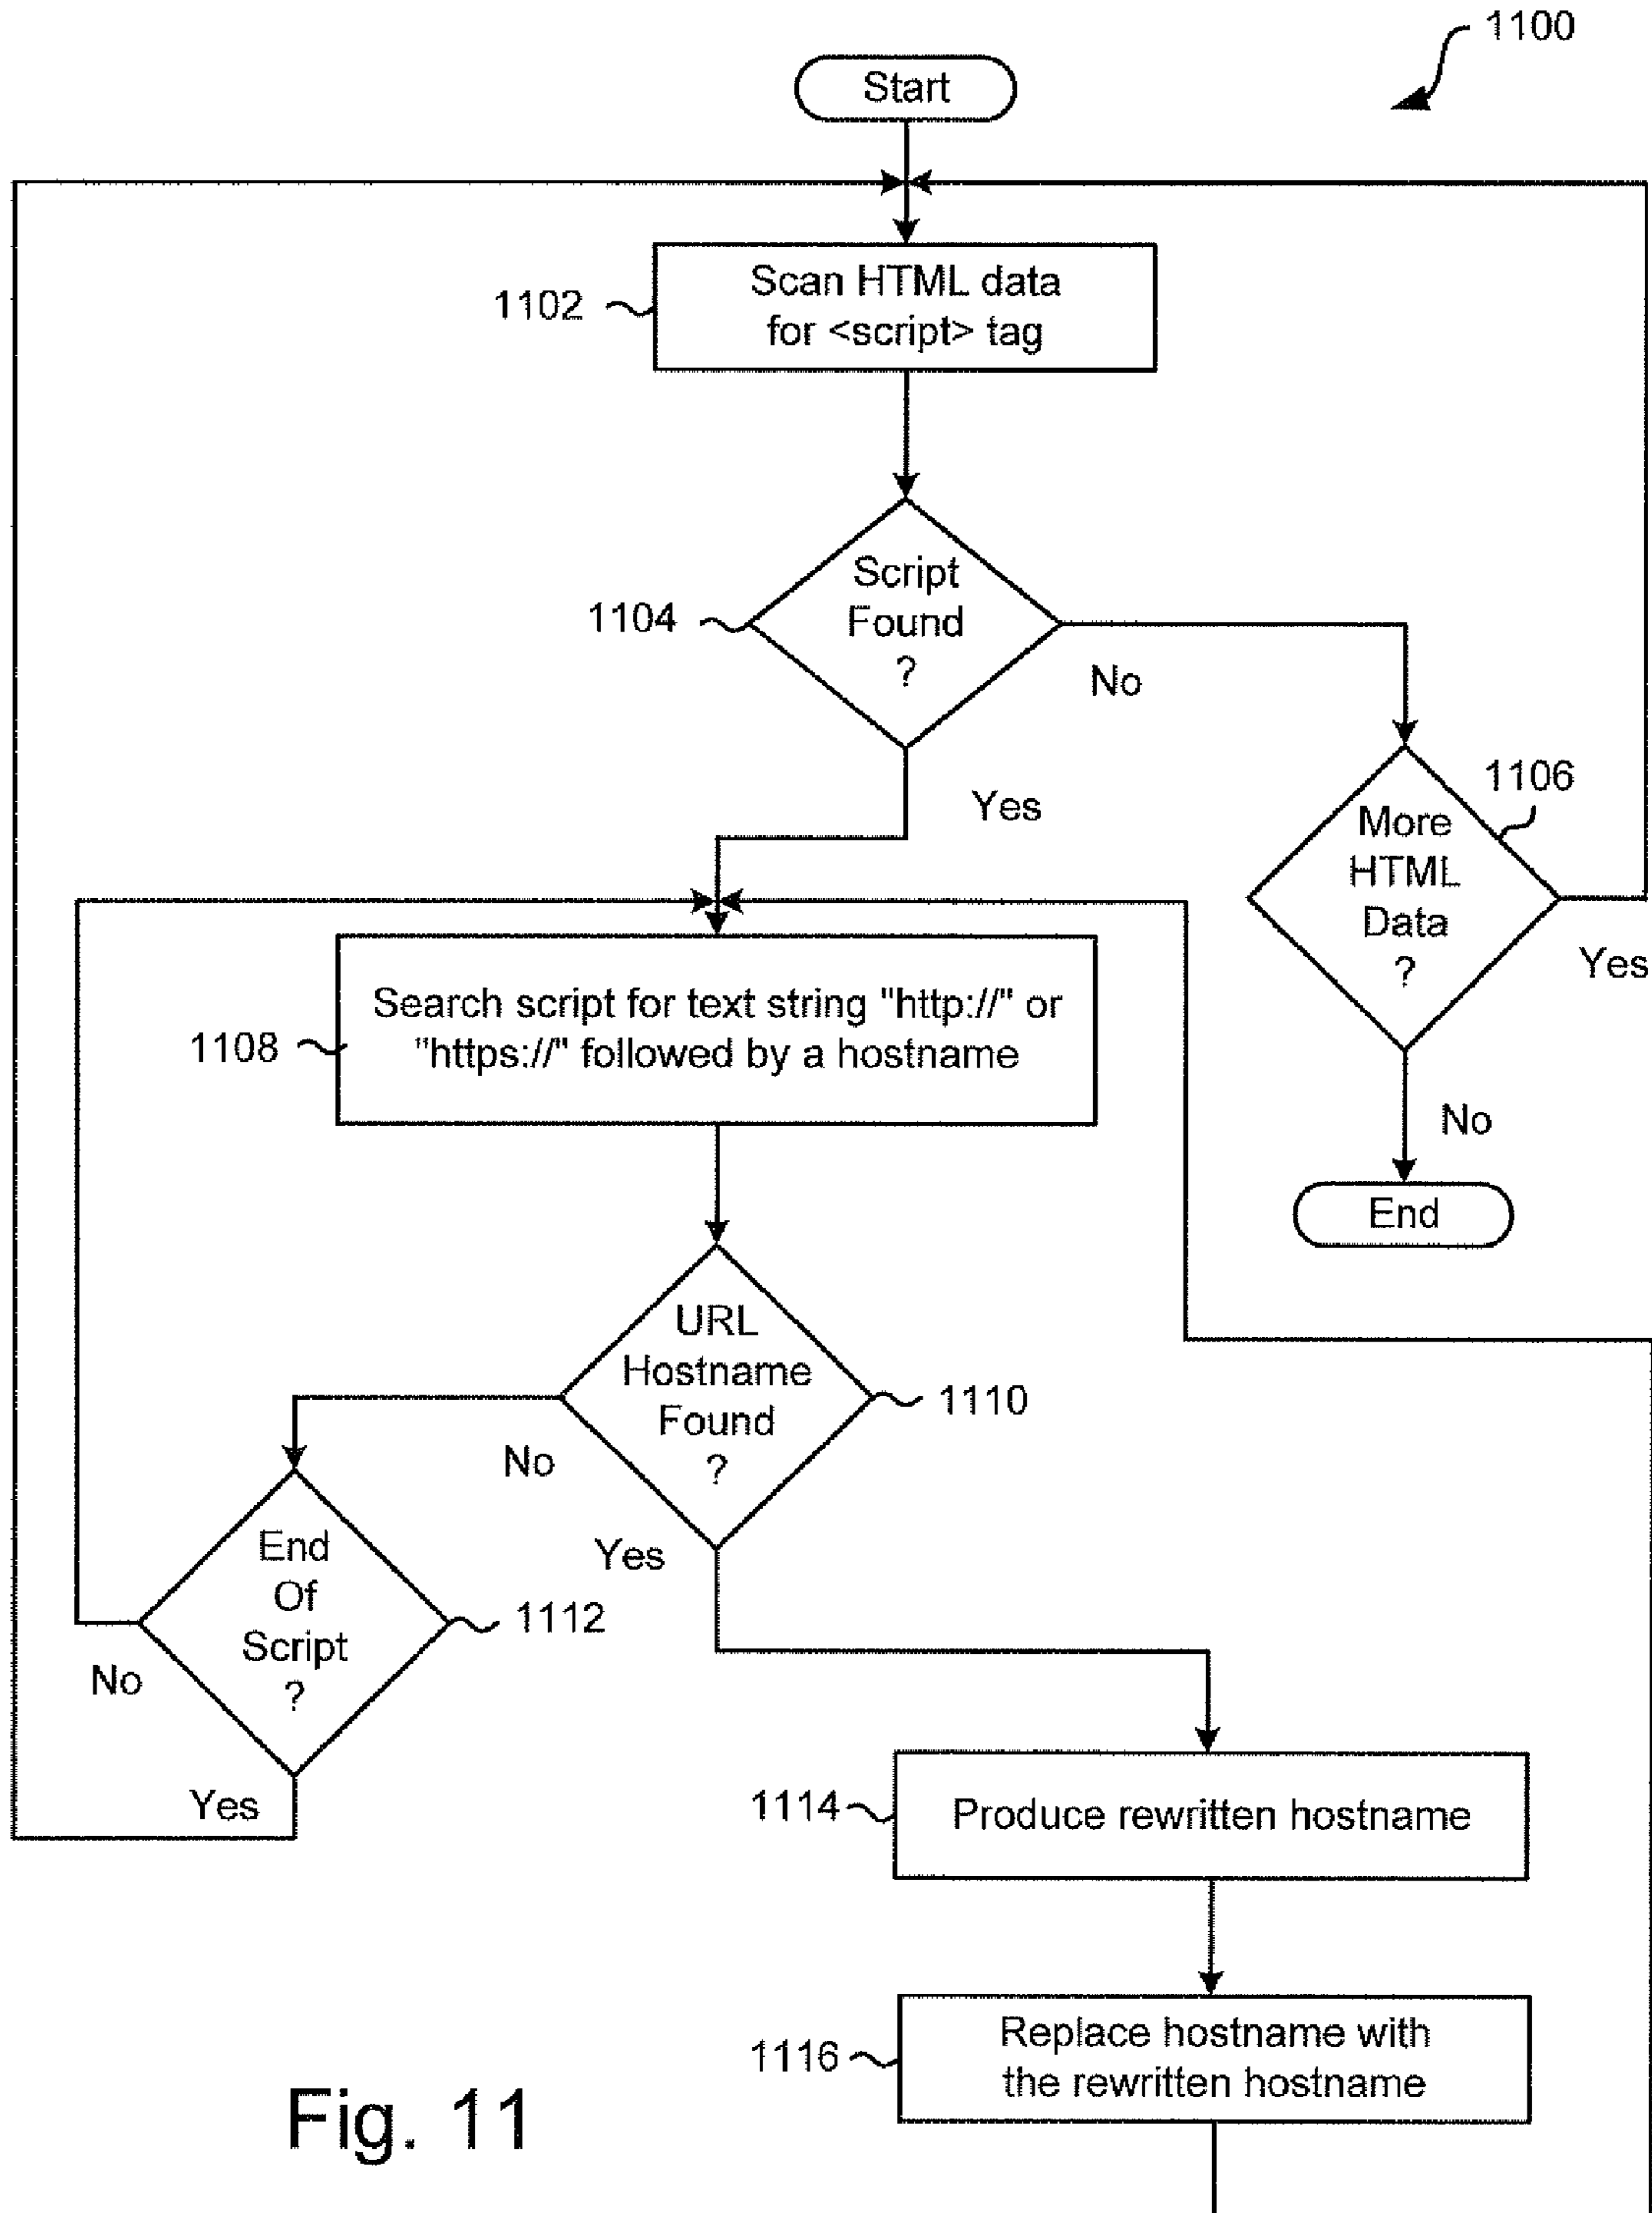 1100
Start
1102
Scan HTML data
for <script> tag
1104
Script
Found
?
No
Yes
1106
More
HTML
Data
?
Yes
No
End
1108
Search script for text string "http://" or
"https://" followed by a hostname
URL
Hostname
Found
?
1110
No
Yes
End
Of
Script
?
1112
No
Yes
1114
Produce rewritten hostname
1116
Replace hostname with
the rewritten hostname
Fig. 11